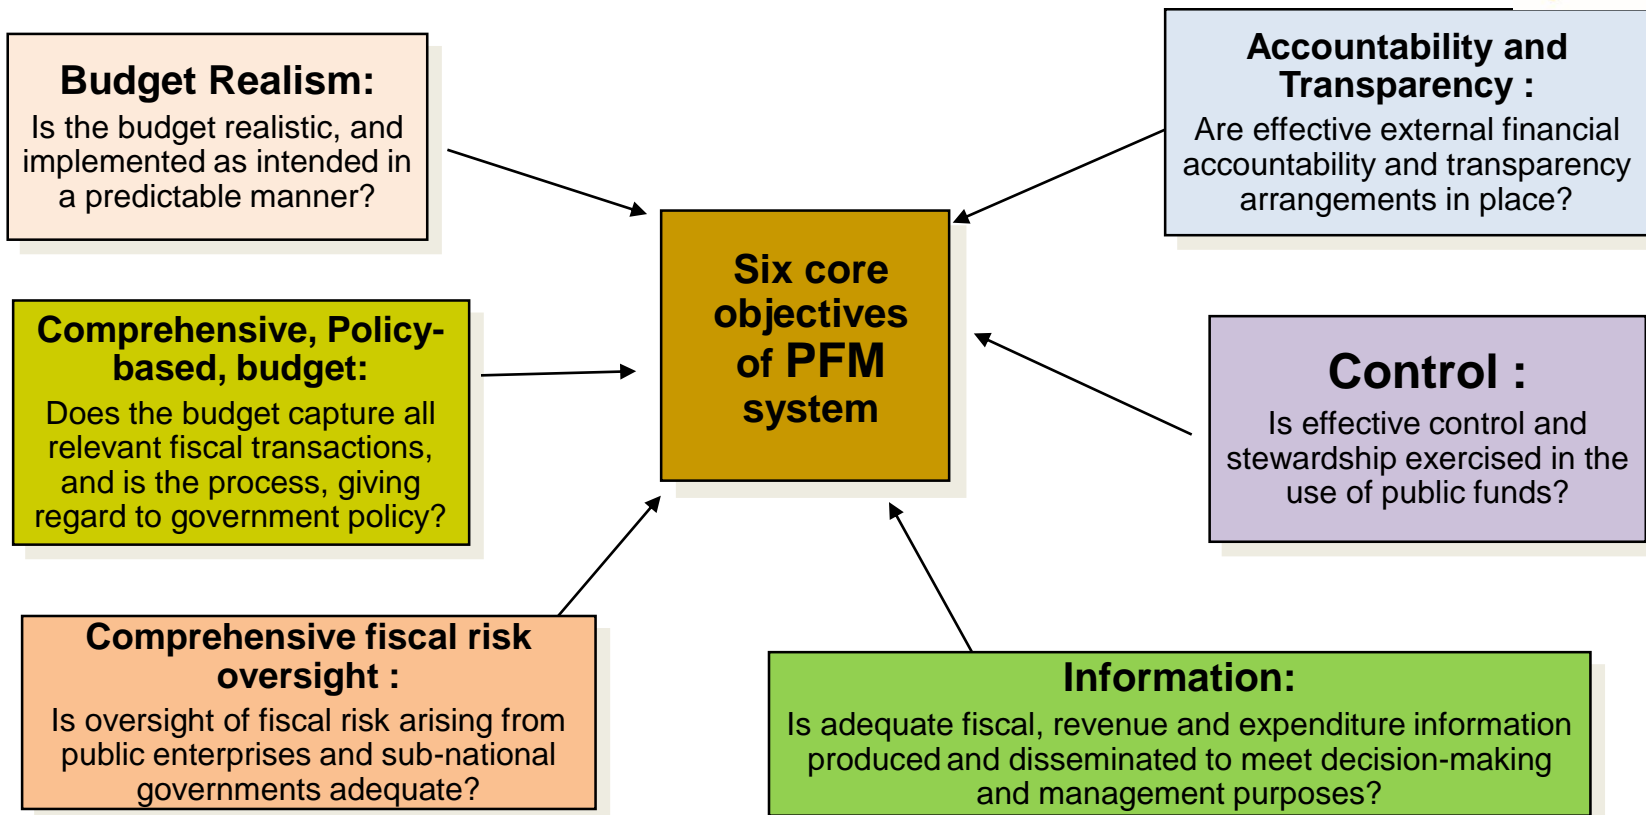 Budget Realism:
Is the budget realistic, and
implemented as intended in
a predictable manner?
Accountability and
Transparency :
Are effective external financial
accountability and transparency
arrangements in place?
Six core
objectives
of PFM
system
Comprehensive, Policy-
based, budget:
Does the budget capture all
relevant fiscal transactions,
and is the process, giving
regard to government policy?
Control :
Is effective control and
stewardship exercised in the
use of public funds?
Comprehensive fiscal risk
oversight :
Is oversight of fiscal risk arising from
public enterprises and sub-national
governments adequate?
Information:
Is adequate fiscal, revenue and expenditure information
produced and disseminated to meet decision-making
and management purposes?